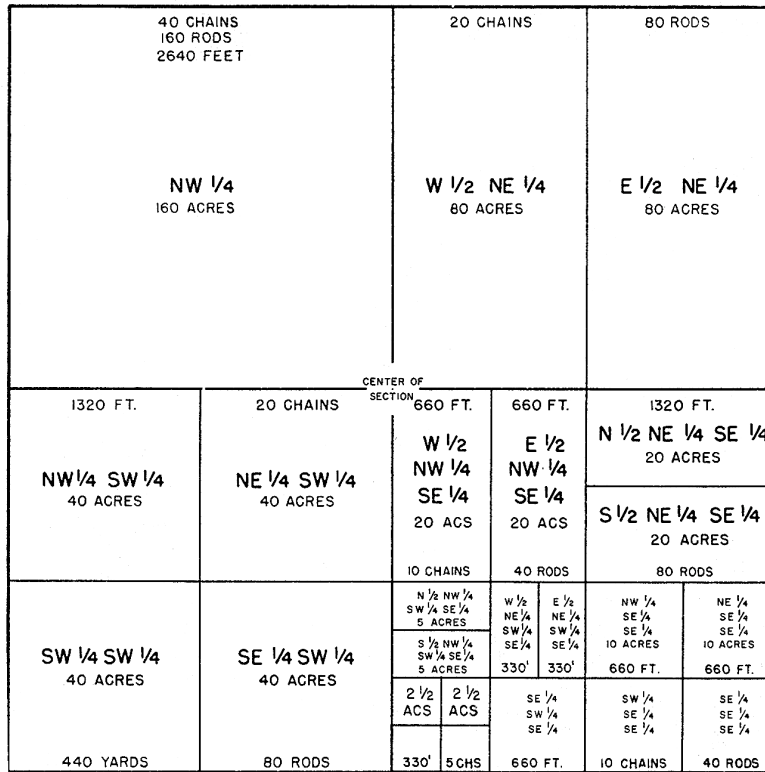 40 CHAINS
160 RODS
2640 FEET
NW 1/4
160 ACRES
20 CHAINS
W 1/2 NE 1/4
80 ACRES
80 RODS
E 1/2 NE 1/4
80 ACRES
CENTER OF
SECTION
1320 FT.
NW 1/4 SW 1/4
40 ACRES
20 CHAINS
NE 1/4 SW 1/4
40 ACRES
660 FT.
W 1/2
NW 1/4
SE 1/4
20 ACS
10 CHAINS
660 FT.
E 1/2
NW 1/4
SE 1/4
20 ACS
40 RODS
1320 FT.
N 1/2 NE 1/4 SE 1/4
20 ACRES
S 1/2 NE 1/4 SE 1/4
20 ACRES
80 RODS
SW 1/4 SW 1/4
40 ACRES
440 YARDS
SE 1/4 SW 1/4
40 ACRES
80 RODS
N 1/2 NW 1/4
SW 1/4 SE 1/4
5 ACRES
S 1/2 NW 1/4
SW 1/4 SE 1/4
5 ACRES
W 1/2
NE 1/4
SW 1/4
SE 1/4
330'
E 1/2
NE 1/4
SW 1/4
SE 1/4
330'
NW 1/4
SE 1/4
SE 1/4
10 ACRES
660 FT.
NE 1/4
SE 1/4
SE 1/4
10 ACRES
660 FT.
2 1/2
ACS
2 1/2
ACS
330'
5 CHS
SE 1/4
SW 1/4
SE 1/4
660 FT.
SW 1/4
SE 1/4
SE 1/4
10 CHAINS
SE 1/4
SE 1/4
SE 1/4
40 RODS